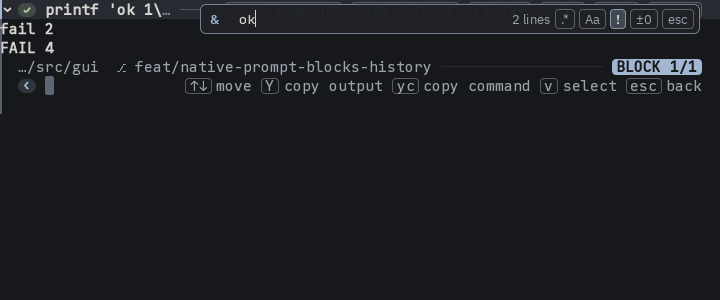 printf 'ok 1\… & ok 2 lines .* Aa ! ±0 esc
fail 2
FAIL 4
…/src/gui feat/native-prompt-blocks-history BLOCK 1/1
❮ ↑↓ move Y copy output yc copy command v select esc back